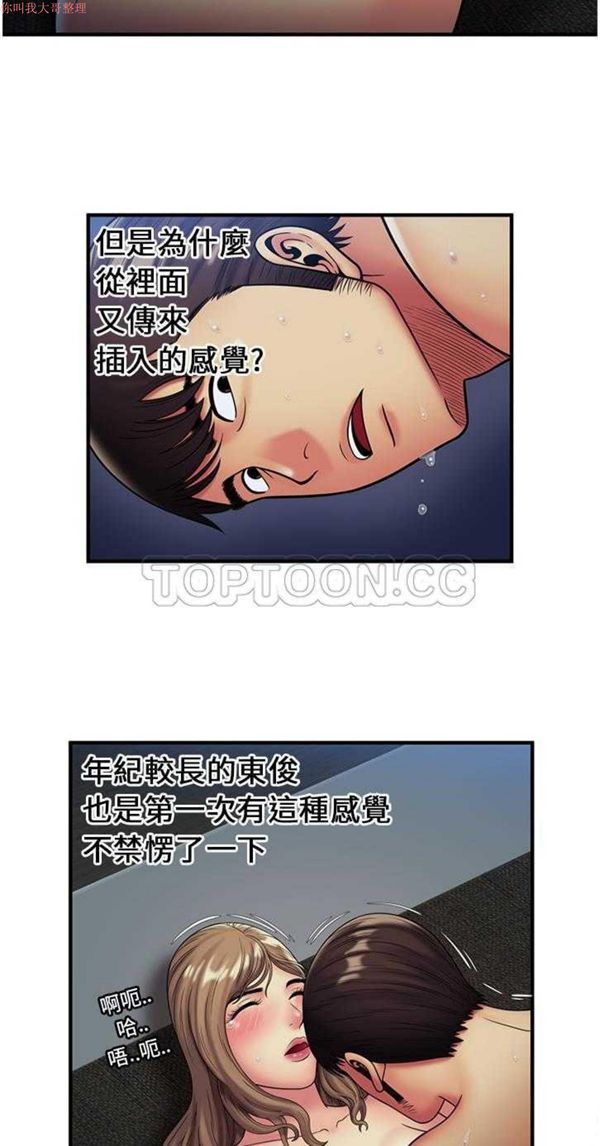 你叫我大哥整理
但是為什麼
從裡面
又傳來
插入的感覺?
TOPTOON.CC
年紀較長的東俊
也是第一次有這種感覺
不禁愣了一下
啊呃..
哈..
唔..呃..